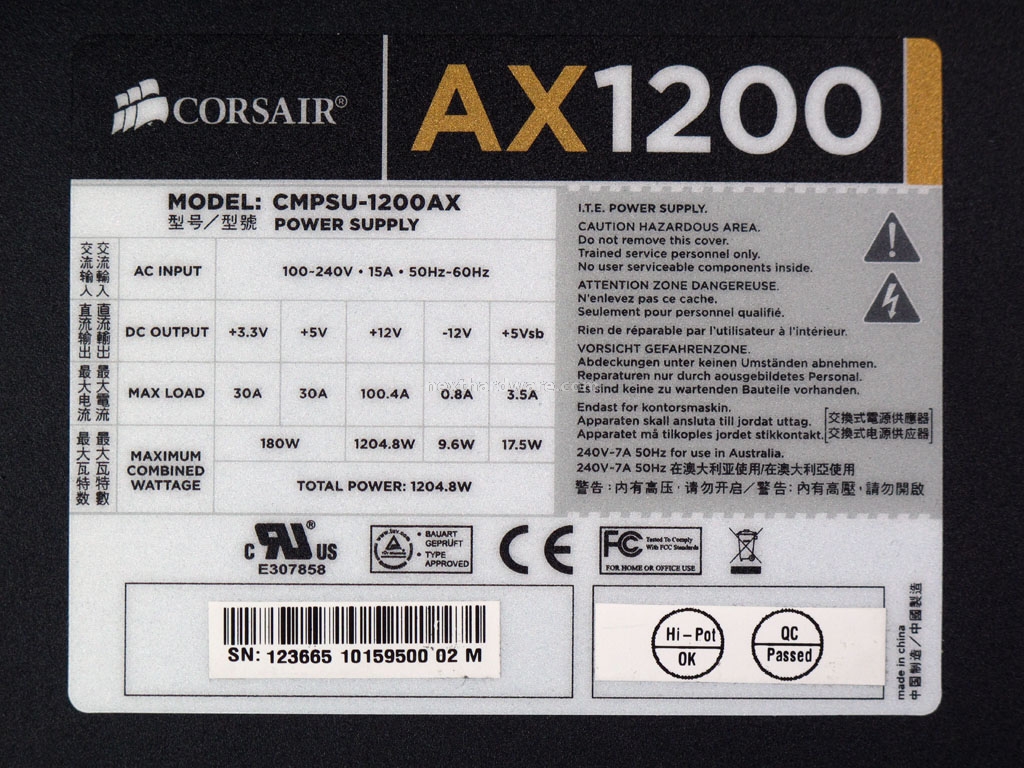 CORSAIR®
AX1200
MODEL: CMPSU-1200AX
型号／型號 POWER SUPPLY
交流输入 交流輸入 AC INPUT 100-240V · 15A · 50Hz-60Hz
直流输出 直流輸出 DC OUTPUT +3.3V +5V +12V -12V +5Vsb
最大电流 最大電流 MAX LOAD 30A 30A 100.4A 0.8A 3.5A
最大瓦特数 最大瓦特數 MAXIMUM COMBINED WATTAGE 180W 1204.8W 9.6W 17.5W
TOTAL POWER: 1204.8W
I.T.E. POWER SUPPLY.
CAUTION HAZARDOUS AREA.
Do not remove this cover.
Trained service personnel only.
No user serviceable components inside.
ATTENTION ZONE DANGEREUSE.
N'enlevez pas ce cache.
Seulement pour personnel qualifié.
Rien de réparable par l'utilisateur à l'intérieur.
VORSICHT GEFAHRENZONE.
Abdeckungen unter keinen Umständen abnehmen.
Reparaturen nur durch aousgebildetes Personal.
Es sind keine zu wartenden Bauteile vorhanden.
Endast for kontorsmaskin.
Apparaten skall ansluta till jordat uttag.
Apparatet må tilkoples jordet stikkontakt.
[交換式電源供應器]
[交换式电源供应器]
240V-7A 50Hz for use in Australia.
240V-7A 50Hz 在澳大利亚使用/在澳大利亞使用
警告：内有高压，请勿开启／警告：內有高壓，請勿開啟
nexthardware.com
c RU® US
E307858
www.tuv.com
TÜV
BAUART
GEPRÜFT
TYPE
APPROVED
CE
FC Tested To Comply
With FCC Standards
FOR HOME OR OFFICE USE
SN: 123665 10159500 02 M
Hi-Pot
OK
QC
Passed
made in china
中國制造／中國製造